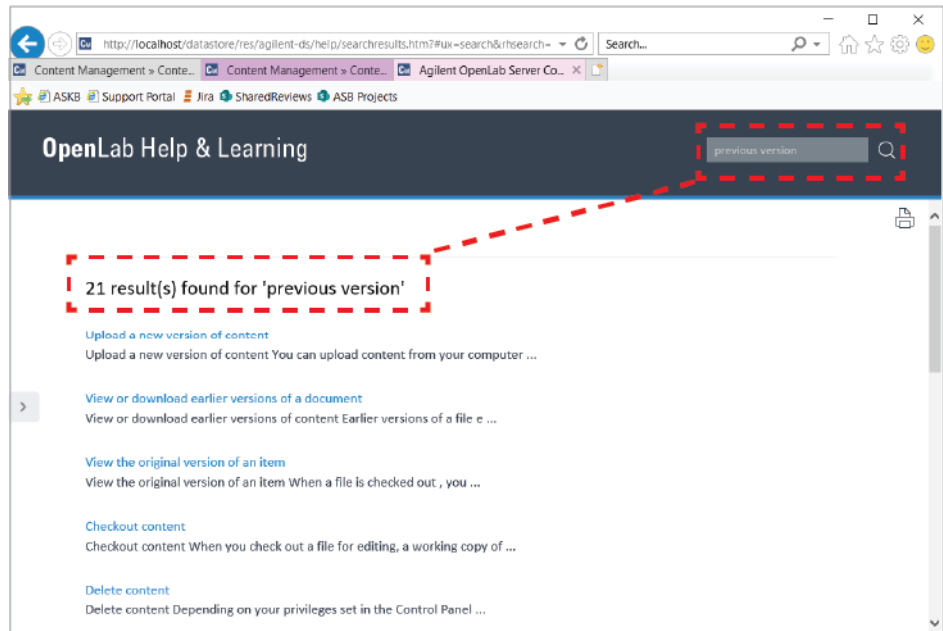 http://localhost/datastore/res/agilent-ds/help/searchresults.htm?#ux-search&rhsearch= Search...
Content Management » Conte... Content Management » Conte... Agilent OpenLab Server Co...
ASKB Support Portal Jira SharedReviews ASB Projects
OpenLab Help & Learning
previous version
21 result(s) found for 'previous version'
Upload a new version of content
Upload a new version of content You can upload content from your computer ...
View or download earlier versions of a document
View or download earlier versions of content Earlier versions of a file e ...
View the original version of an item
View the original version of an item When a file is checked out , you ...
Checkout content
Checkout content When you check out a file for editing, a working copy of ...
Delete content
Delete content Depending on your privileges set in the Control Panel ...